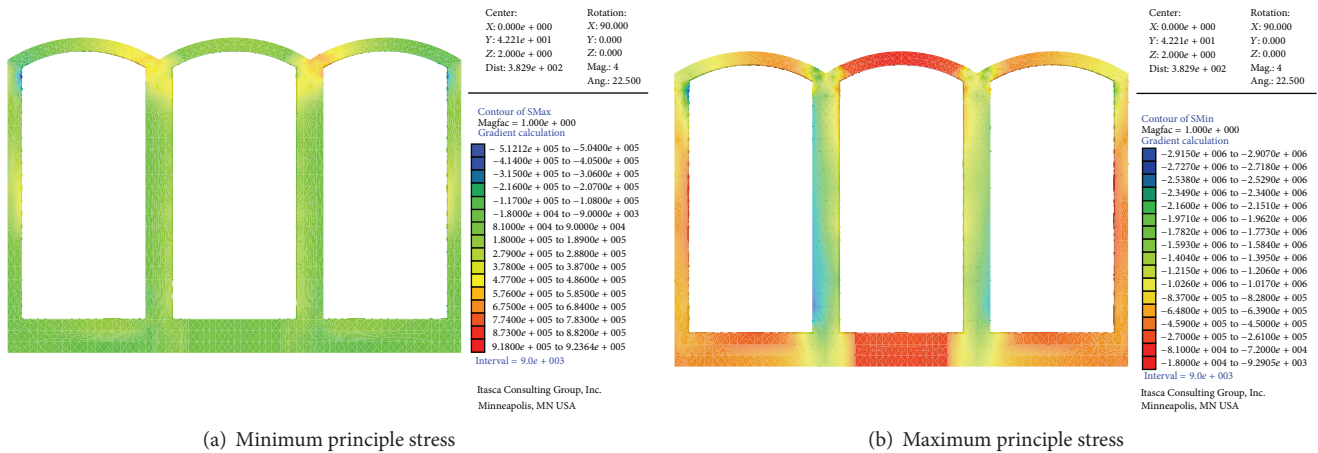 Center:
X: 0.000e + 000
Y: 4.221e + 001
Z: 2.000e + 000
Dist: 3.829e + 002
Rotation:
X: 90.000
Y: 0.000
Z: 0.000
Mag.: 4
Ang.: 22.500
Contour of SMax
Magfac = 1.000e + 000
Gradient calculation
− 5.1212e + 005 to −5.0400e + 005
−4.1400e + 005 to −4.0500e + 005
−3.1500e + 005 to −3.0600e + 005
−2.1600e + 005 to −2.0700e + 005
−1.1700e + 005 to −1.0800e + 005
−1.8000e + 004 to −9.0000e + 003
8.1000e + 004 to 9.0000e + 004
1.8000e + 005 to 1.8900e + 005
2.7900e + 005 to 2.8800e + 005
3.7800e + 005 to 3.8700e + 005
4.7700e + 005 to 4.8600e + 005
5.7600e + 005 to 5.8500e + 005
6.7500e + 005 to 6.8400e + 005
7.7400e + 005 to 7.8300e + 005
8.7300e + 005 to 8.8200e + 005
9.1800e + 005 to 9.2364e + 005
Interval = 9.0e + 003
Itasca Consulting Group, Inc.
Minneapolis, MN USA
(a) Minimum principle stress
Center:
X: 0.000e + 000
Y: 4.221e + 001
Z: 2.000e + 000
Dist: 3.829e + 002
Rotation:
X: 90.000
Y: 0.000
Z: 0.000
Mag.: 4
Ang.: 22.500
Contour of SMin
Magfac = 1.000e + 000
Gradient calculation
−2.9150e + 006 to −2.9070e + 006
−2.7270e + 006 to −2.7180e + 006
−2.5380e + 006 to −2.5290e + 006
−2.3490e + 006 to −2.3400e + 006
−2.1600e + 006 to −2.1510e + 006
−1.9710e + 006 to −1.9620e + 006
−1.7820e + 006 to −1.7730e + 006
−1.5930e + 006 to −1.5840e + 006
−1.4040e + 006 to −1.3950e + 006
−1.2150e + 006 to −1.2060e + 006
−1.0260e + 006 to −1.0170e + 006
−8.3700e + 005 to −8.2800e + 005
−6.4800e + 005 to −6.3900e + 005
−4.5900e + 005 to −4.5000e + 005
−2.7000e + 005 to −2.6100e + 005
−8.1000e + 004 to −7.2000e + 004
−1.8000e + 004 to −9.2905e + 003
Interval = 9.0e + 003
Itasca Consulting Group, Inc.
Minneapolis, MN USA
(b) Maximum principle stress